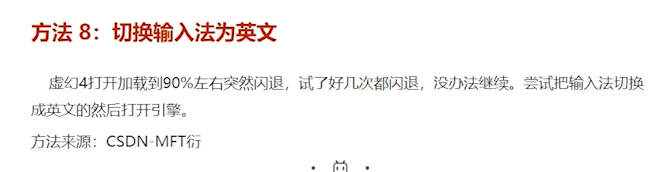 方法 8：切换输入法为英文
虚幻4打开加载到90%左右突然闪退，试了好几次都闪退，没办法继续。尝试把输入法切换
成英文的然后打开引擎。
方法来源：CSDN-MFT衍